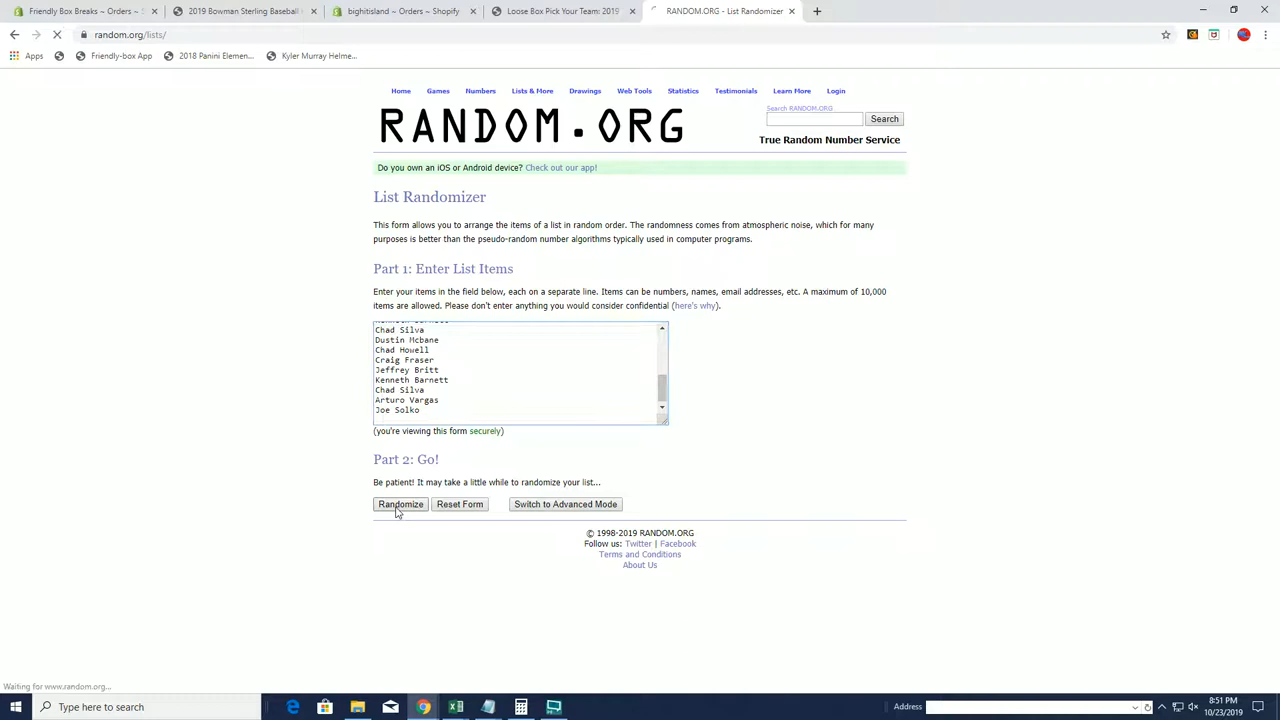 Friendly Box Breaks ~ Orders ~ S
2019 Bowman Sterling Baseball
bighitisland ~ Orders ~ Shopify
Loose Box Pick Your Team: 2019
RANDOM.ORG - List Randomizer
random.org/lists/
Apps
Friendly-box App
2018 Panini Elemen...
Kyler Murray Helme...
Home Games Numbers Lists & More Drawings Web Tools Statistics Testimonials Learn More Login
RANDOM.ORG
Search RANDOM.ORG
Search
True Random Number Service
Do you own an iOS or Android device? Check out our app!
List Randomizer
This form allows you to arrange the items of a list in random order. The randomness comes from atmospheric noise, which for many
purposes is better than the pseudo-random number algorithms typically used in computer programs.
Part 1: Enter List Items
Enter your items in the field below, each on a separate line. Items can be numbers, names, email addresses, etc. A maximum of 10,000
items are allowed. Please don't enter anything you would consider confidential (here's why).
Chad Silva
Dustin Mcbane
Chad Howell
Craig Fraser
Jeffrey Britt
Kenneth Barnett
Chad Silva
Arturo Vargas
Joe Solko
(you're viewing this form securely)
Part 2: Go!
Be patient! It may take a little while to randomize your list...
Randomize Reset Form Switch to Advanced Mode
© 1998-2019 RANDOM.ORG
Follow us: Twitter | Facebook
Terms and Conditions
About Us
Waiting for www.random.org...
Type here to search
Address
8:51 PM
10/23/2019